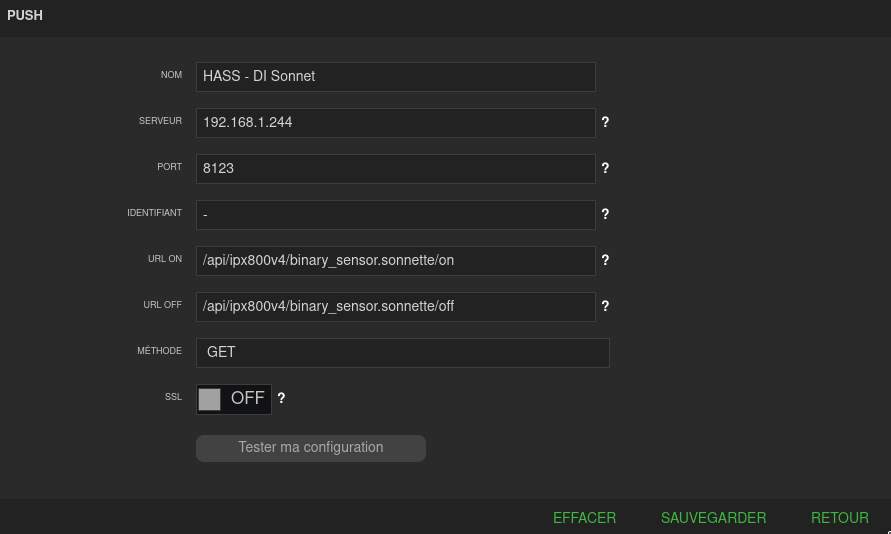 PUSH
NOM HASS - DI Sonnet
SERVEUR 192.168.1.244 ?
PORT 8123 ?
IDENTIFIANT - ?
URL ON /api/ipx800v4/binary_sensor.sonnette/on ?
URL OFF /api/ipx800v4/binary_sensor.sonnette/off ?
MÉTHODE GET
SSL OFF ?
Tester ma configuration
EFFACER SAUVEGARDER RETOUR